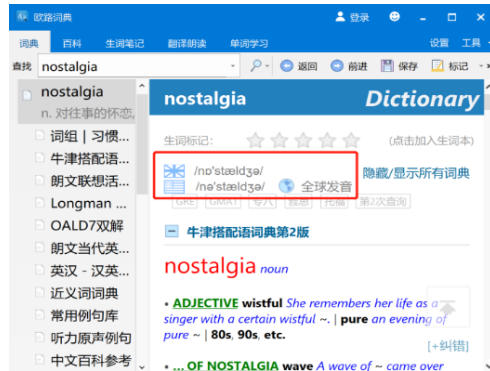 欧路词典 登录
词典 百科 生词笔记 翻译朗读 单词学习 设置 工具
查找 nostalgia 返回 前进 保存 标记
nostalgia
n. 对往事的怀恋,
词组 | 习惯...
牛津搭配语...
朗文联想活...
Longman ...
OALD7双解
朗文当代英...
英汉 - 汉英...
近义词词典
常用例句库
听力原声例句
中文百科参考
nostalgia Dictionary
生词标记: (点击加入生词本)
/nɒ'stældʒə/ 隐藏/显示所有词典
/nə'stældʒə/ 全球发音
GRE GMAT 专八 雅思 托福 第2次查询
牛津搭配语词典第2版
nostalgia noun
• ADJECTIVE wistful She remembers her life as a
singer with a certain wistful ~. | pure an evening of
pure ~ | 80s, 90s, etc.
[+纠错]
• ... OF NOSTALGIA wave A wave of ~ came over